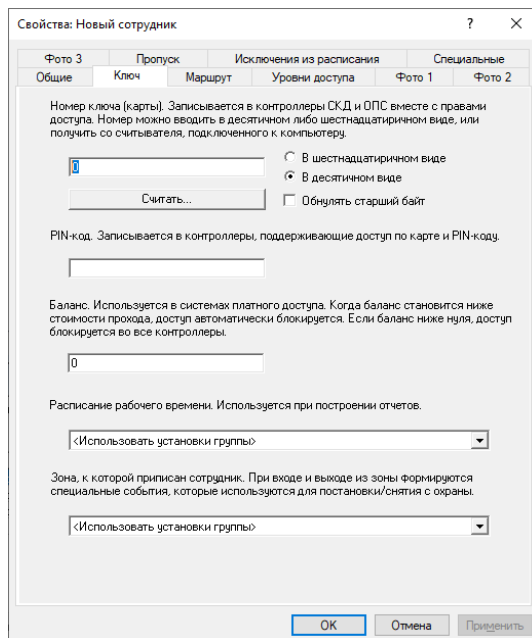 Свойства: Новый сотрудник ? X
Фото 3 Пропуск Исключения из расписания Специальные
Общие Ключ Маршрут Уровни доступа Фото 1 Фото 2
Номер ключа (карты). Записывается в контроллеры СКД и ОПС вместе с правами
доступа. Номер можно вводить в десятичном либо шестнадцатиричном виде, или
получить со считывателя, подключенного к компьютеру.
0
В шестнадцатиричном виде
В десятичном виде
Считать...
Обнулять старший байт
PIN-код. Записывается в контроллеры, поддерживающие доступ по карте и PIN-коду.
Баланс. Используется в системах платного доступа. Когда баланс становится ниже
стоимости прохода, доступ автоматически блокируется. Если баланс ниже нуля, доступ
блокируется во все контроллеры.
0
Расписание рабочего времени. Используется при построении отчетов.
<Использовать установки группы>
Зона, к которой приписан сотрудник. При входе и выходе из зоны формируются
специальные события, которые используются для постановки/снятия с охраны.
<Использовать установки группы>
OK Отмена Применить